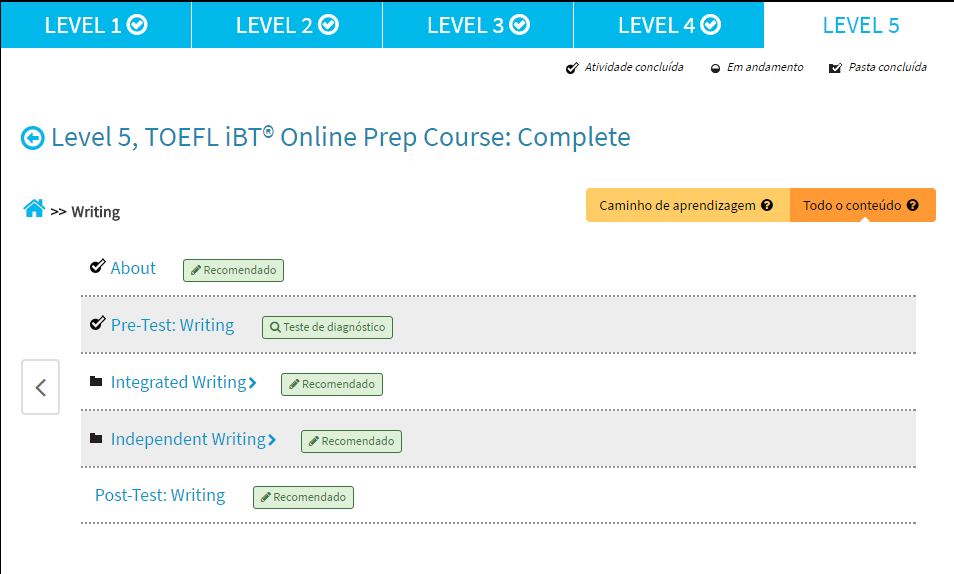 LEVEL 1 LEVEL 2 LEVEL 3 LEVEL 4 LEVEL 5
Atividade concluída Em andamento Pasta concluída
Level 5, TOEFL iBT® Online Prep Course: Complete
>> Writing
Caminho de aprendizagem Todo o conteúdo
About Recomendado
Pre-Test: Writing Teste de diagnóstico
Integrated Writing Recomendado
Independent Writing Recomendado
Post-Test: Writing Recomendado